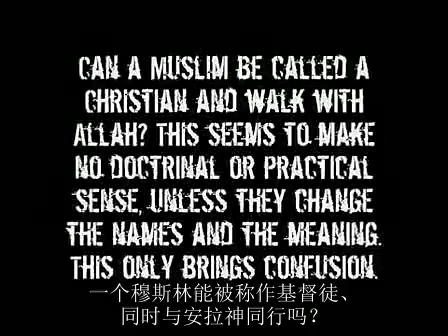 CAN A MUSLIM BE CALLED A
CHRISTIAN AND WALK WITH
ALLAH? THIS SEEMS TO MAKE
NO DOCTRINAL OR PRACTICAL
SENSE, UNLESS THEY CHANGE
THE NAMES AND THE MEANING.
THIS ONLY BRINGS CONFUSION.
一个穆斯林能被称作基督徒、
同时与安拉神同行吗?